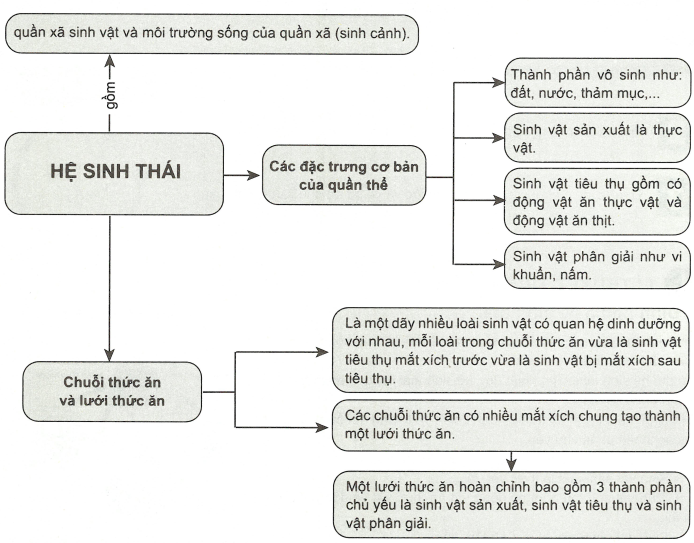 quần xã sinh vật và môi trường sống của quần xã (sinh cảnh).
gồm
HỆ SINH THÁI
Các đặc trưng cơ bản
của quần thể
Thành phần vô sinh như:
đất, nước, thảm mục,...
Sinh vật sản xuất là thực
vật.
Sinh vật tiêu thụ gồm có
động vật ăn thực vật và
động vật ăn thịt.
Sinh vật phân giải như vi
khuẩn, nấm.
Chuỗi thức ăn
và lưới thức ăn
Là một dãy nhiều loài sinh vật có quan hệ dinh dưỡng
với nhau, mỗi loài trong chuỗi thức ăn vừa là sinh vật
tiêu thụ mắt xích trước vừa là sinh vật bị mắt xích sau
tiêu thụ.
Các chuỗi thức ăn có nhiều mắt xích chung tạo thành
một lưới thức ăn.
Một lưới thức ăn hoàn chỉnh bao gồm 3 thành phần
chủ yếu là sinh vật sản xuất, sinh vật tiêu thụ và sinh
vật phân giải.